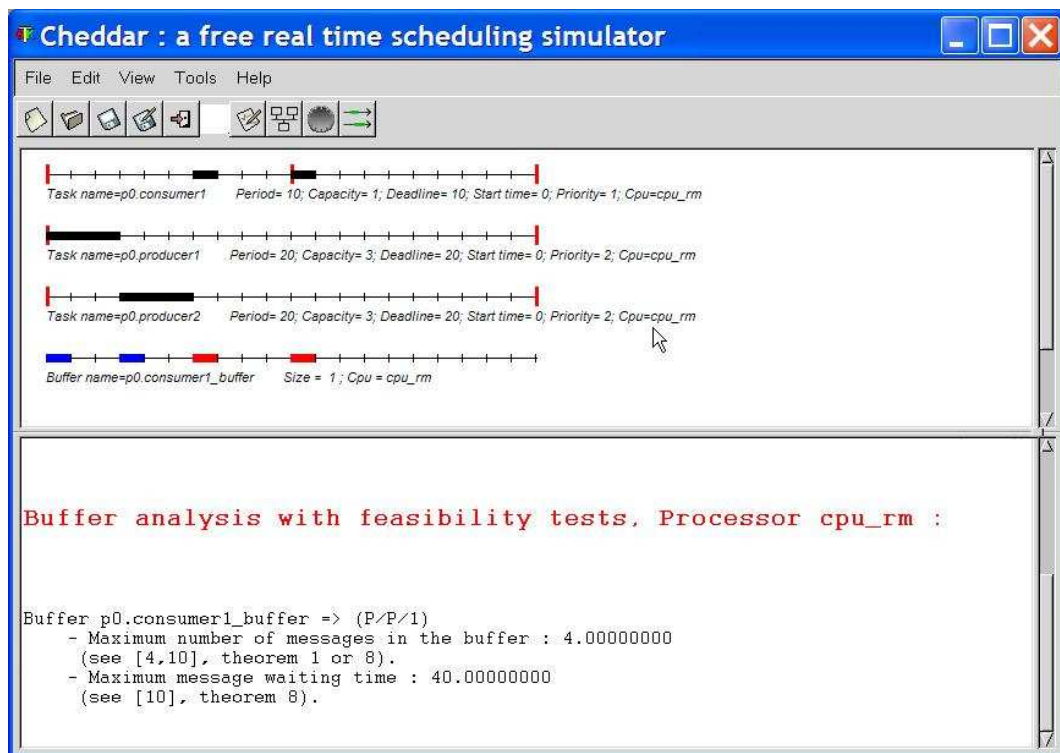 Cheddar : a free real time scheduling simulator
File Edit View Tools Help
Task name=p0.consumer1 Period= 10; Capacity= 1; Deadline= 10; Start time= 0; Priority= 1; Cpu=cpu_rm
Task name=p0.producer1 Period= 20; Capacity= 3; Deadline= 20; Start time= 0; Priority= 2; Cpu=cpu_rm
Task name=p0.producer2 Period= 20; Capacity= 3; Deadline= 20; Start time= 0; Priority= 2; Cpu=cpu_rm
Buffer name=p0.consumer1_buffer Size = 1 ; Cpu = cpu_rm
Buffer analysis with feasibility tests, Processor cpu_rm :
Buffer p0.consumer1_buffer => (P/P/1)
- Maximum number of messages in the buffer : 4.00000000
(see [4,10], theorem 1 or 8).
- Maximum message waiting time : 40.00000000
(see [10], theorem 8).